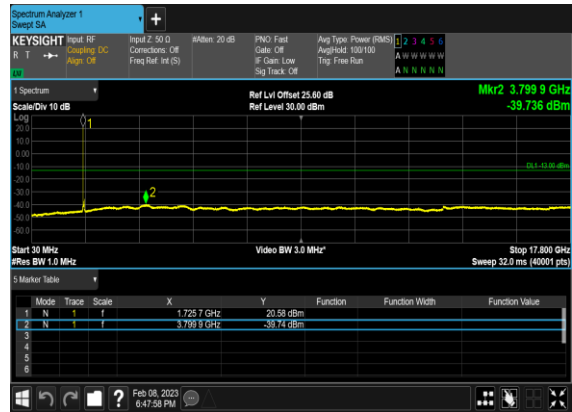 Spectrum Analyzer 1
Swept SA
KEYSIGHT
R T
Input: RF
Coupling: DC
Align: Off
Input Z: 50 Ω
Corrections: Off
Freq Ref: Int (S)
#Atten: 20 dB
PNO: Fast
Gate: Off
IF Gain: Low
Sig Track: Off
Avg Type: Power (RMS)
Avg|Hold: 100/100
Trig: Free Run
1 2 3 4 5 6
A W W W W W
A N N N N N
1 Spectrum
Scale/Div 10 dB
Ref Lvl Offset 25.60 dB
Ref Level 30.00 dBm
Mkr2 3.799 9 GHz
-39.736 dBm
Log
20.0
10.0
0.00
-10.0
-20.0
-30.0
-40.0
-50.0
-60.0
1
2
DL1 -13.00 dBm
Start 30 MHz
#Res BW 1.0 MHz
Video BW 3.0 MHz*
Stop 17.800 GHz
Sweep 32.0 ms (40001 pts)
5 Marker Table
Mode Trace Scale X Y Function Function Width Function Value
1 N 1 f 1.725 7 GHz 20.58 dBm
2 N 1 f 3.799 9 GHz -39.74 dBm
3
4
5
6
?
Feb 08, 2023
6:47:58 PM